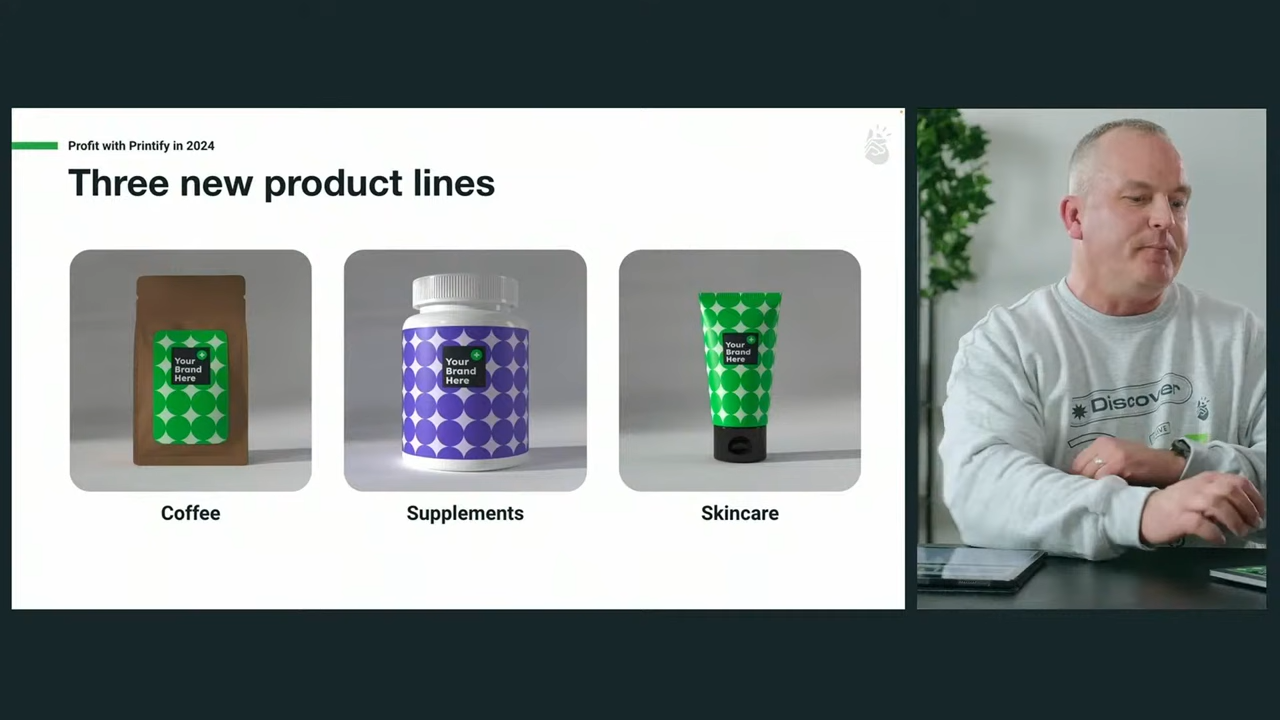 Profit with Printify in 2024
Three new product lines
Your
Brand
Here
Your
Brand
Here
Your
Brand
Here
Coffee
Supplements
Skincare
Discover